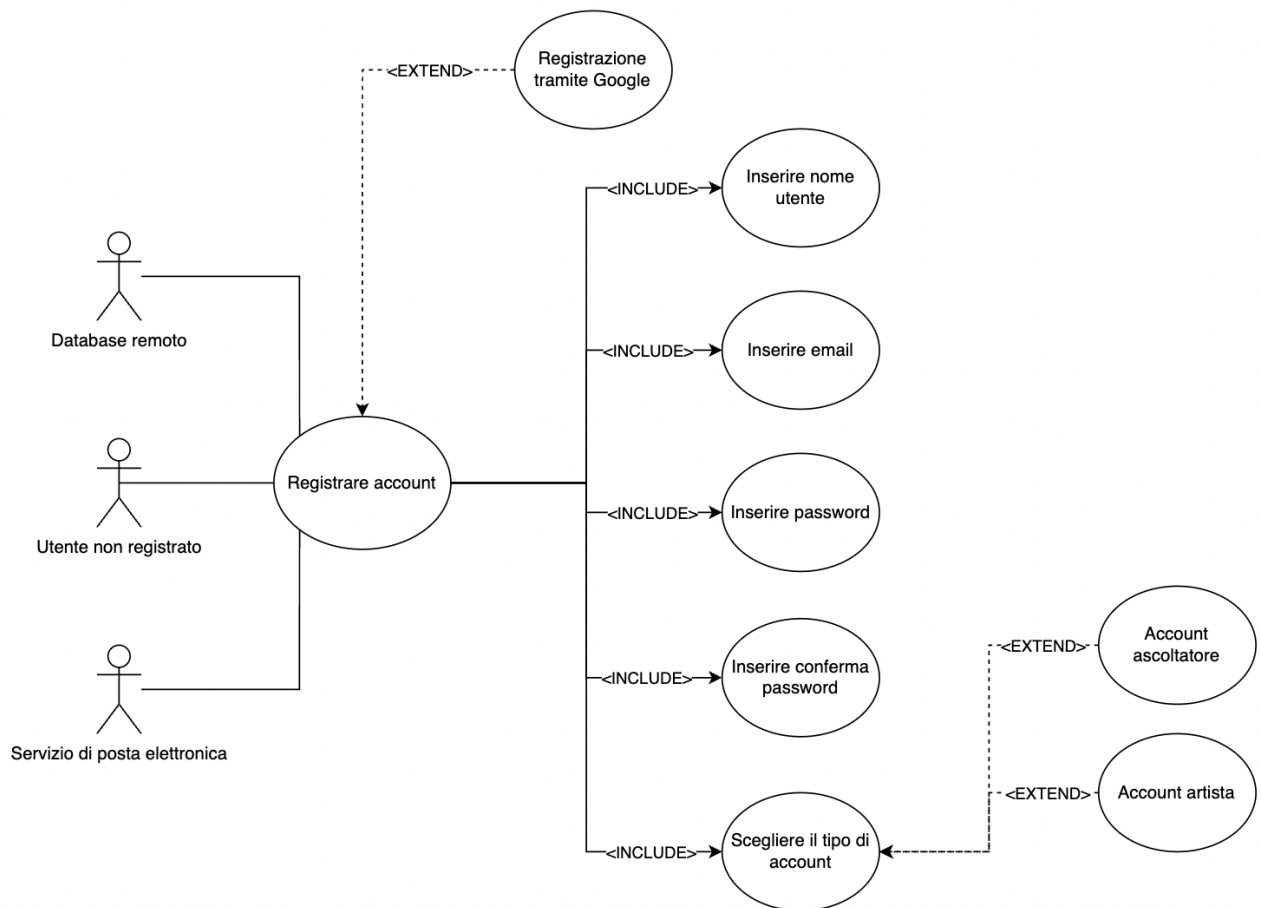 Registrazione
tramite Google
<EXTEND>
Inserire nome
utente
<INCLUDE>
Database remoto
Inserire email
<INCLUDE>
Registrare account
Utente non registrato
Inserire password
<INCLUDE>
Inserire conferma
password
<INCLUDE>
Servizio di posta elettronica
Account
ascoltatore
<EXTEND>
Account artista
<EXTEND>
Scegliere il tipo di
account
<INCLUDE>